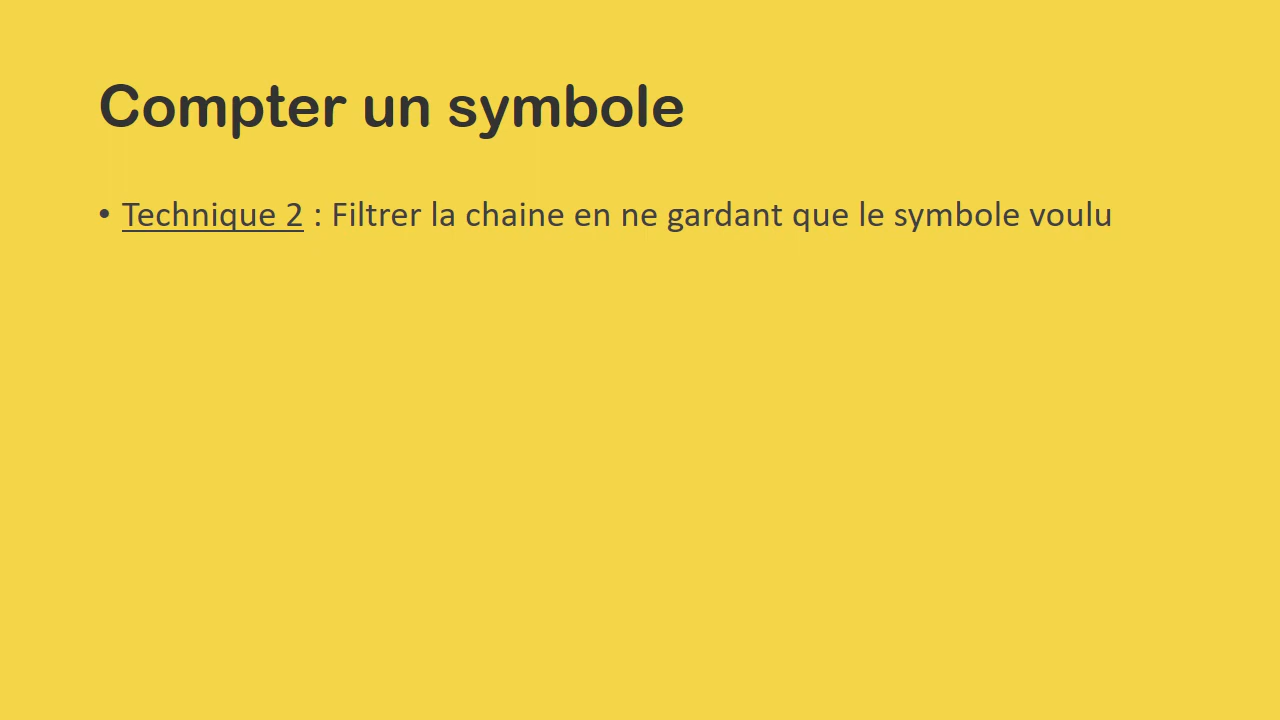 Compter un symbole
• Technique 2 : Filtrer la chaine en ne gardant que le symbole voulu